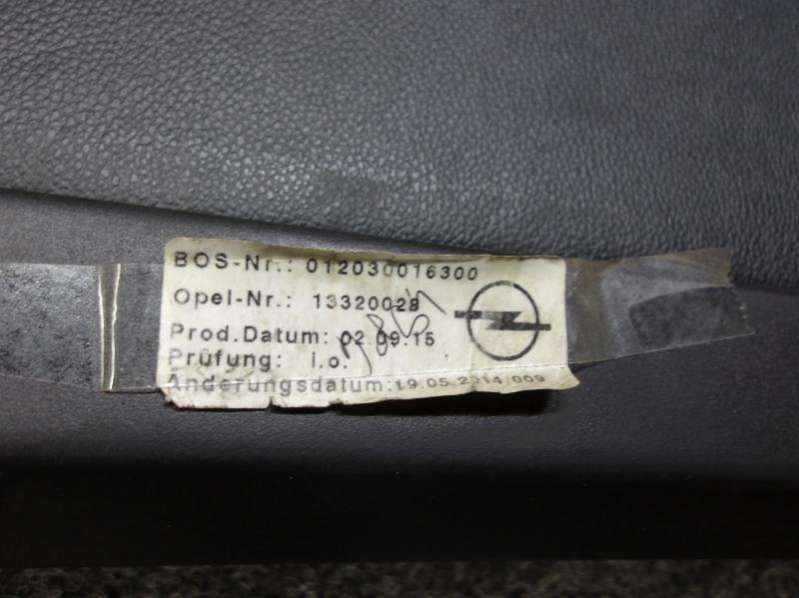 BOS-Nr.: 012030016300
Opel-Nr.: 13320028
Prod.Datum: 02.09.15
Prüfung: i.o.
Änderungsdatum:19.05.2014/009